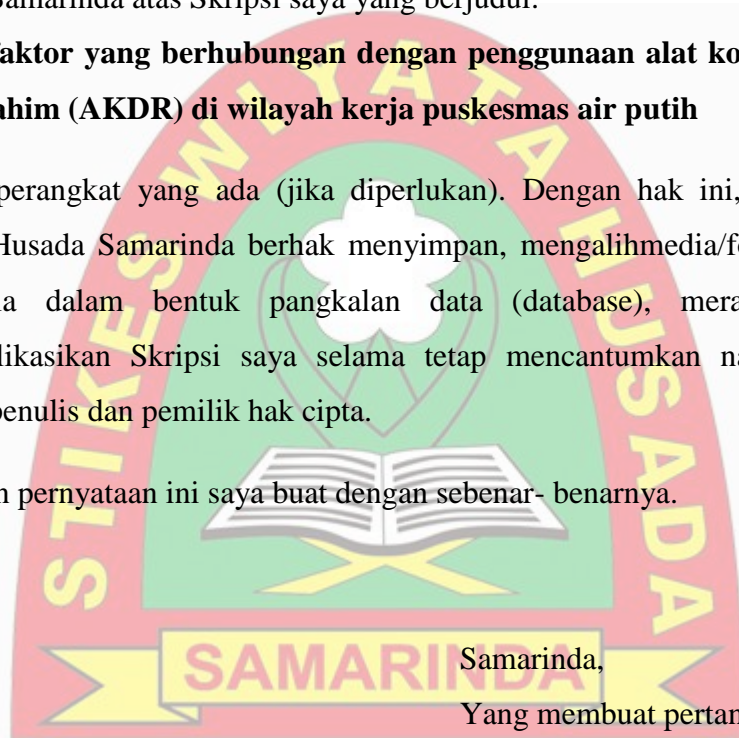 Samarinda atas Skripsi saya yang berjudul:
faktor yang berhubungan dengan penggunaan alat ko
ahim (AKDR) di wilayah kerja puskesmas air putih
perangkat yang ada (jika diperlukan). Dengan hak ini,
Husada Samarinda berhak menyimpan, mengalihmedia/fo
a dalam bentuk pangkalan data (database), mera
likasikan Skripsi saya selama tetap mencantumkan na
penulis dan pemilik hak cipta.
n pernyataan ini saya buat dengan sebenar- benarnya.
Samarinda,
Yang membuat pertan
STIKES WIYATA HUSADA
SAMARINDA